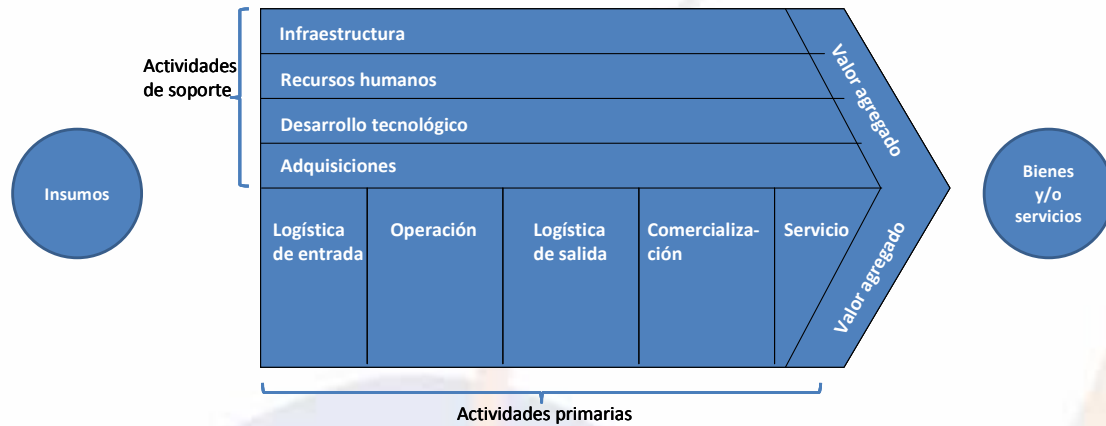 Actividades
de soporte
Infraestructura
Recursos humanos
Desarrollo tecnológico
Adquisiciones
Valor agregado
Insumos
Logística
de entrada
Operación
Logística
de salida
Comercializa-
ción
Servicio
Valor agregado
Bienes
y/o
servicios
Actividades primarias